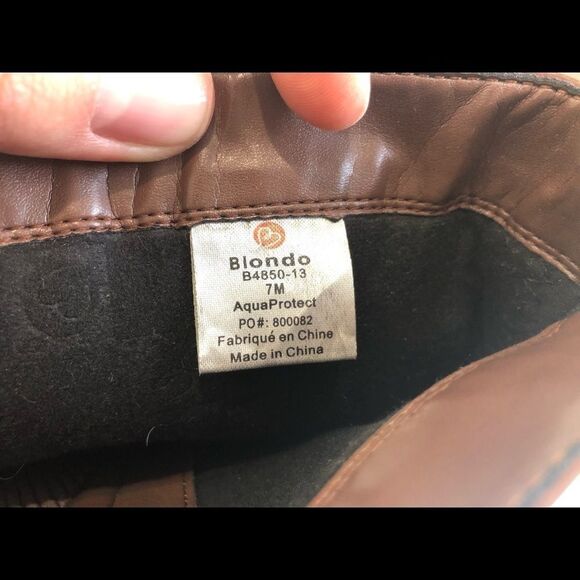 Blondo
B4850-13
7M
AquaProtect
PO#: 800082
Fabriqué en Chine
Made in China